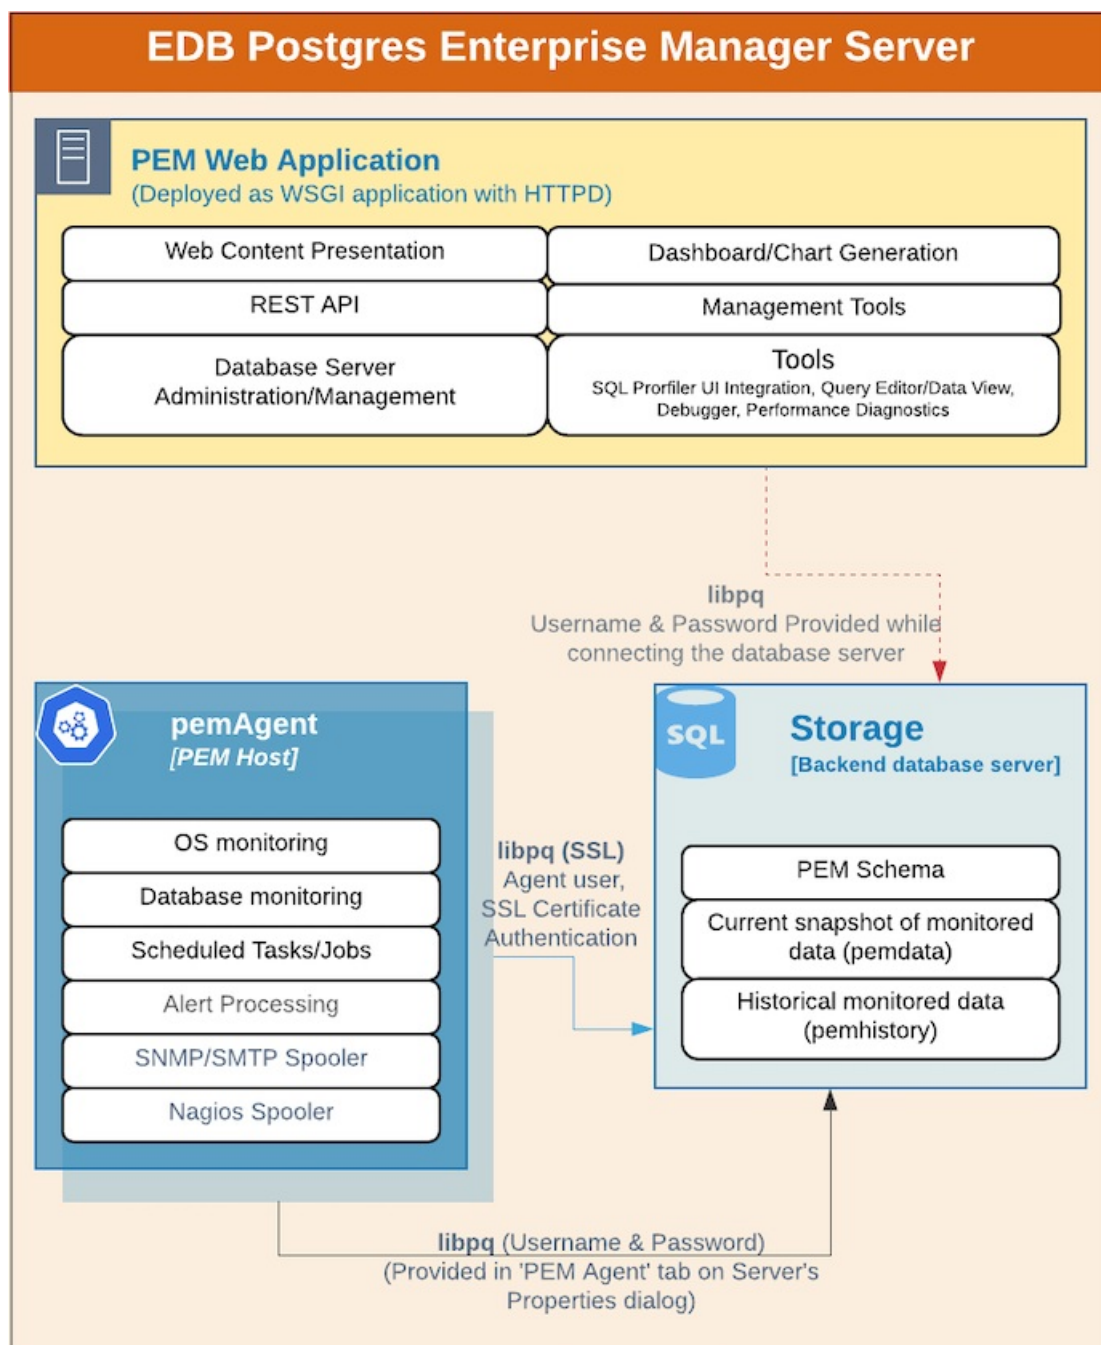 EDB Postgres Enterprise Manager Server
PEM Web Application
(Deployed as WSGI application with HTTPD)
Web Content Presentation
Dashboard/Chart Generation
REST API
Management Tools
Database Server
Administration/Management
Tools
SQL Prorfiler UI Integration, Query Editor/Data View,
Debugger, Performance Diagnostics
libpq
Username & Password Provided while
connecting the database server
pemAgent
[PEM Host]
OS monitoring
Database monitoring
Scheduled Tasks/Jobs
Alert Processing
SNMP/SMTP Spooler
Nagios Spooler
libpq (SSL)
Agent user,
SSL Certificate
Authentication
SQL
Storage
[Backend database server]
PEM Schema
Current snapshot of monitored
data (pemdata)
Historical monitored data
(pemhistory)
libpq (Username & Password)
(Provided in 'PEM Agent' tab on Server's
Properties dialog)